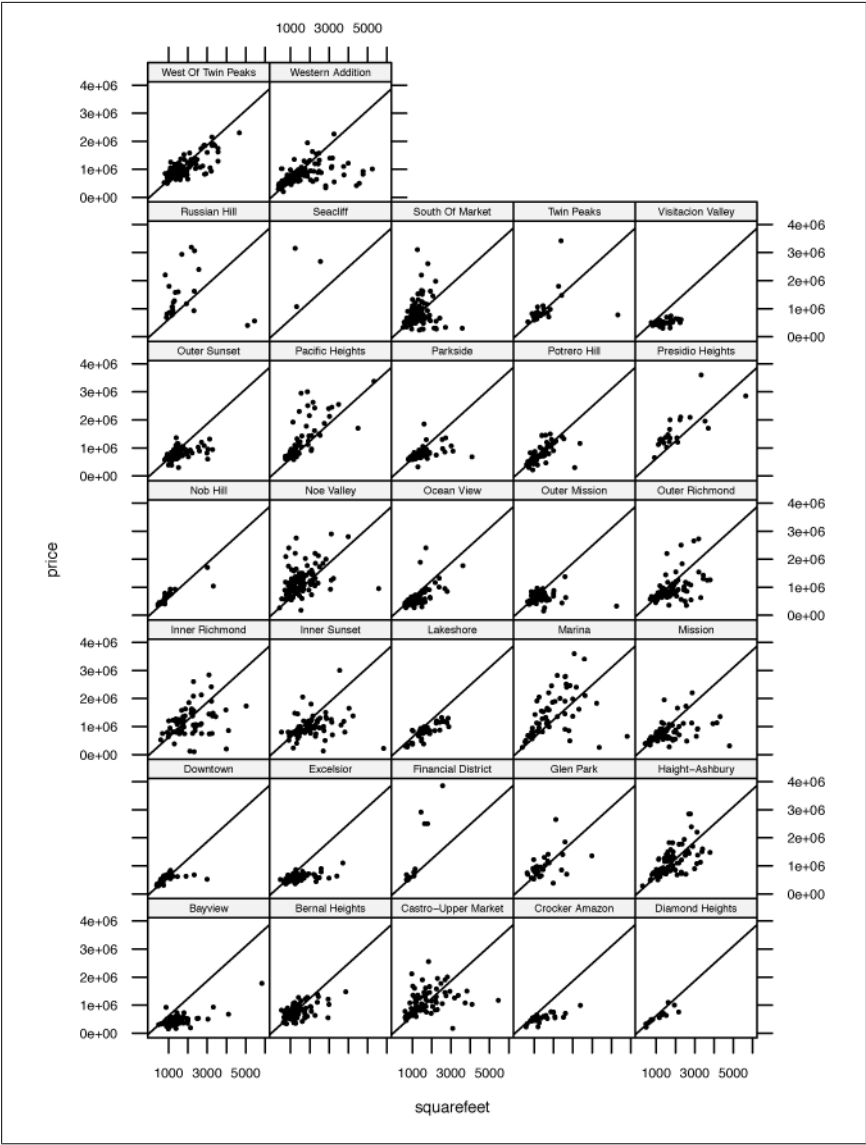 1000 3000 5000
West Of Twin Peaks Western Addition
4e+06
3e+06
2e+06
1e+06
0e+00
Russian Hill Seacliff South Of Market Twin Peaks Visitacion Valley
4e+06
3e+06
2e+06
1e+06
0e+00
Outer Sunset Pacific Heights Parkside Potrero Hill Presidio Heights
4e+06
3e+06
2e+06
1e+06
0e+00
Nob Hill Noe Valley Ocean View Outer Mission Outer Richmond
4e+06
3e+06
2e+06
1e+06
0e+00
price
Inner Richmond Inner Sunset Lakeshore Marina Mission
4e+06
3e+06
2e+06
1e+06
0e+00
Downtown Excelsior Financial District Glen Park Haight-Ashbury
4e+06
3e+06
2e+06
1e+06
0e+00
Bayview Bernal Heights Castro-Upper Market Crocker Amazon Diamond Heights
4e+06
3e+06
2e+06
1e+06
0e+00
1000 3000 5000 1000 3000 5000 1000 3000 5000
squarefeet